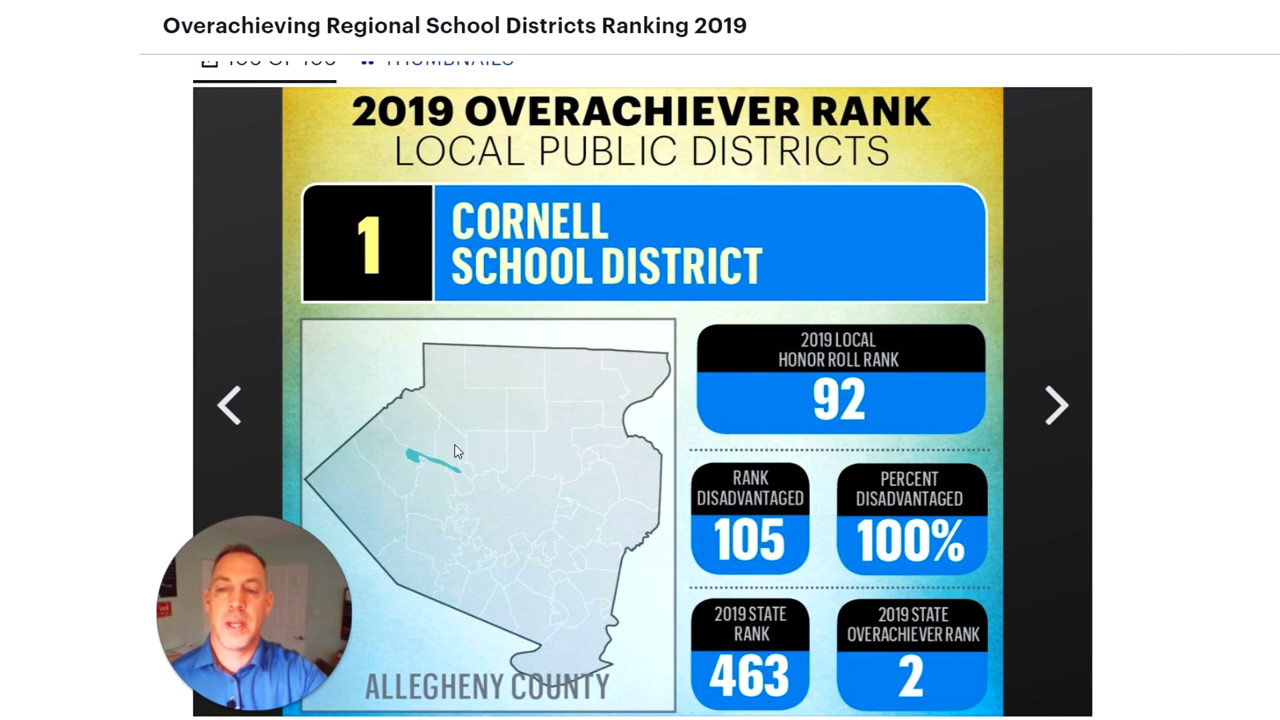 Overachieving Regional School Districts Ranking 2019
THUMBNAILS
2019 OVERACHIEVER RANK
LOCAL PUBLIC DISTRICTS
1
CORNELL
SCHOOL DISTRICT
2019 LOCAL
HONOR ROLL RANK
92
RANK
DISADVANTAGED
105
PERCENT
DISADVANTAGED
100%
2019 STATE
RANK
463
2019 STATE
OVERACHIEVER RANK
2
ALLEGHENY COUNTY